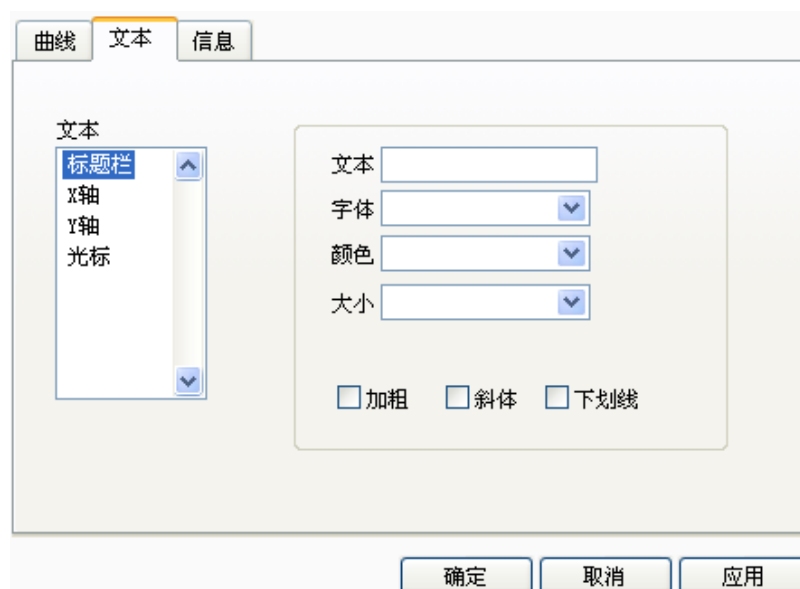 曲线 文本 信息
文本
标题栏
X轴
Y轴
光标
文本
字体
颜色
大小
加粗 斜体 下划线
确定 取消 应用